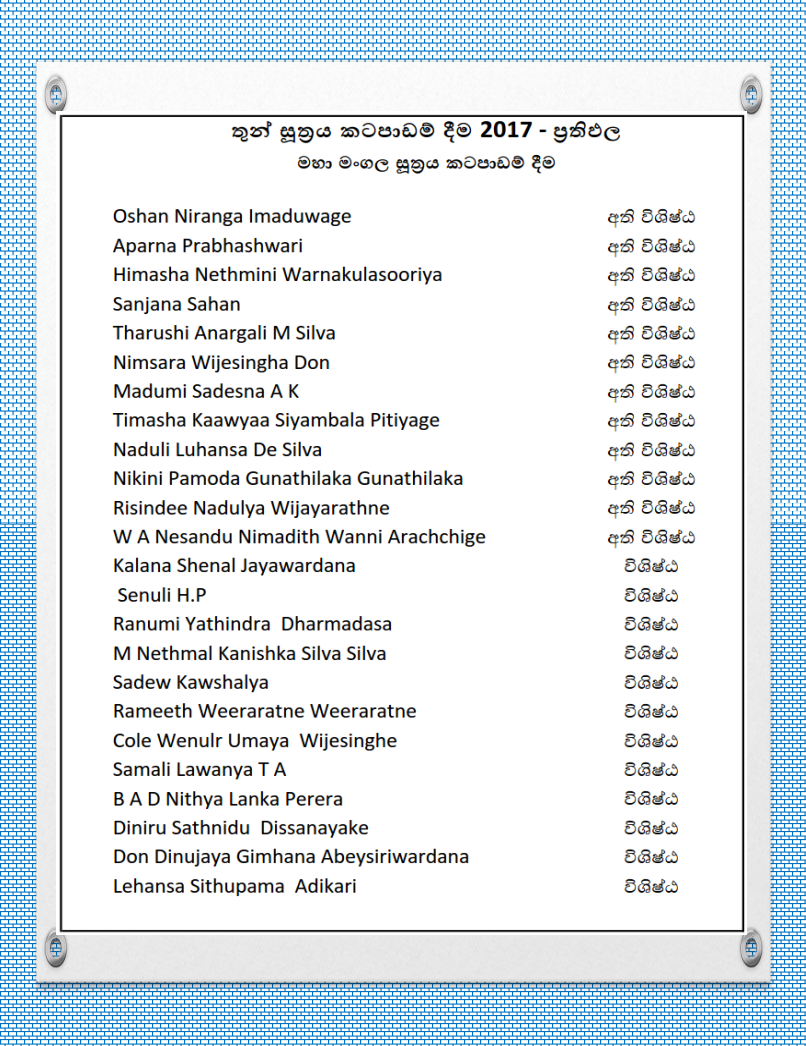 තුන් සූත්‍රය කටපාඩම් දීම 2017 - ප්‍රතිඵල
මහා මංගල සූත්‍රය කටපාඩම් දීම
Oshan Niranga Imaduwage අති විශිෂ්ඨ
Aparna Prabhashwari අති විශිෂ්ඨ
Himasha Nethmini Warnakulasooriya අති විශිෂ්ඨ
Sanjana Sahan අති විශිෂ්ඨ
Tharushi Anargali M Silva අති විශිෂ්ඨ
Nimsara Wijesingha Don අති විශිෂ්ඨ
Madumi Sadesna A K අති විශිෂ්ඨ
Timasha Kaawyaa Siyambala Pitiyage අති විශිෂ්ඨ
Naduli Luhansa De Silva අති විශිෂ්ඨ
Nikini Pamoda Gunathilaka Gunathilaka අති විශිෂ්ඨ
Risindee Nadulya Wijayarathne අති විශිෂ්ඨ
W A Nesandu Nimadith Wanni Arachchige අති විශිෂ්ඨ
Kalana Shenal Jayawardana විශිෂ්ඨ
Senuli H.P විශිෂ්ඨ
Ranumi Yathindra Dharmadasa විශිෂ්ඨ
M Nethmal Kanishka Silva Silva විශිෂ්ඨ
Sadew Kawshalya විශිෂ්ඨ
Rameeth Weeraratne Weeraratne විශිෂ්ඨ
Cole Wenulr Umaya Wijesinghe විශිෂ්ඨ
Samali Lawanya T A විශිෂ්ඨ
B A D Nithya Lanka Perera විශිෂ්ඨ
Diniru Sathnidu Dissanayake විශිෂ්ඨ
Don Dinujaya Gimhana Abeysiriwardana විශිෂ්ඨ
Lehansa Sithupama Adikari විශිෂ්ඨ